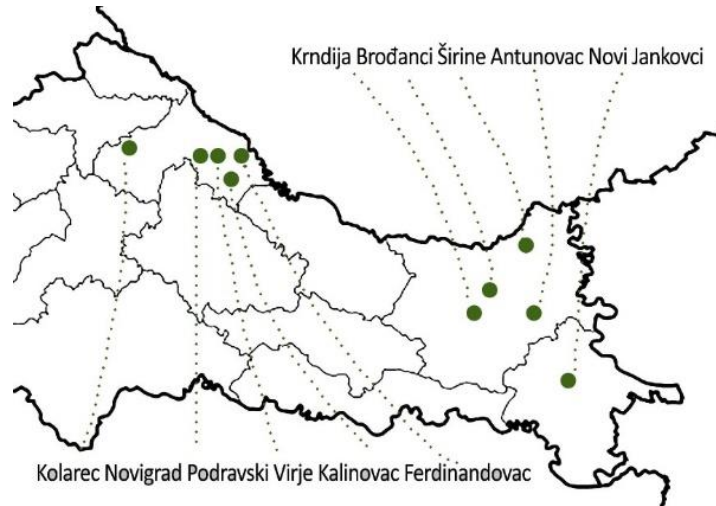 Krndija Brođanci Širine Antunovac Novi Jankovci
Kolarec Novigrad Podravski Virje Kalinovac Ferdinandovac